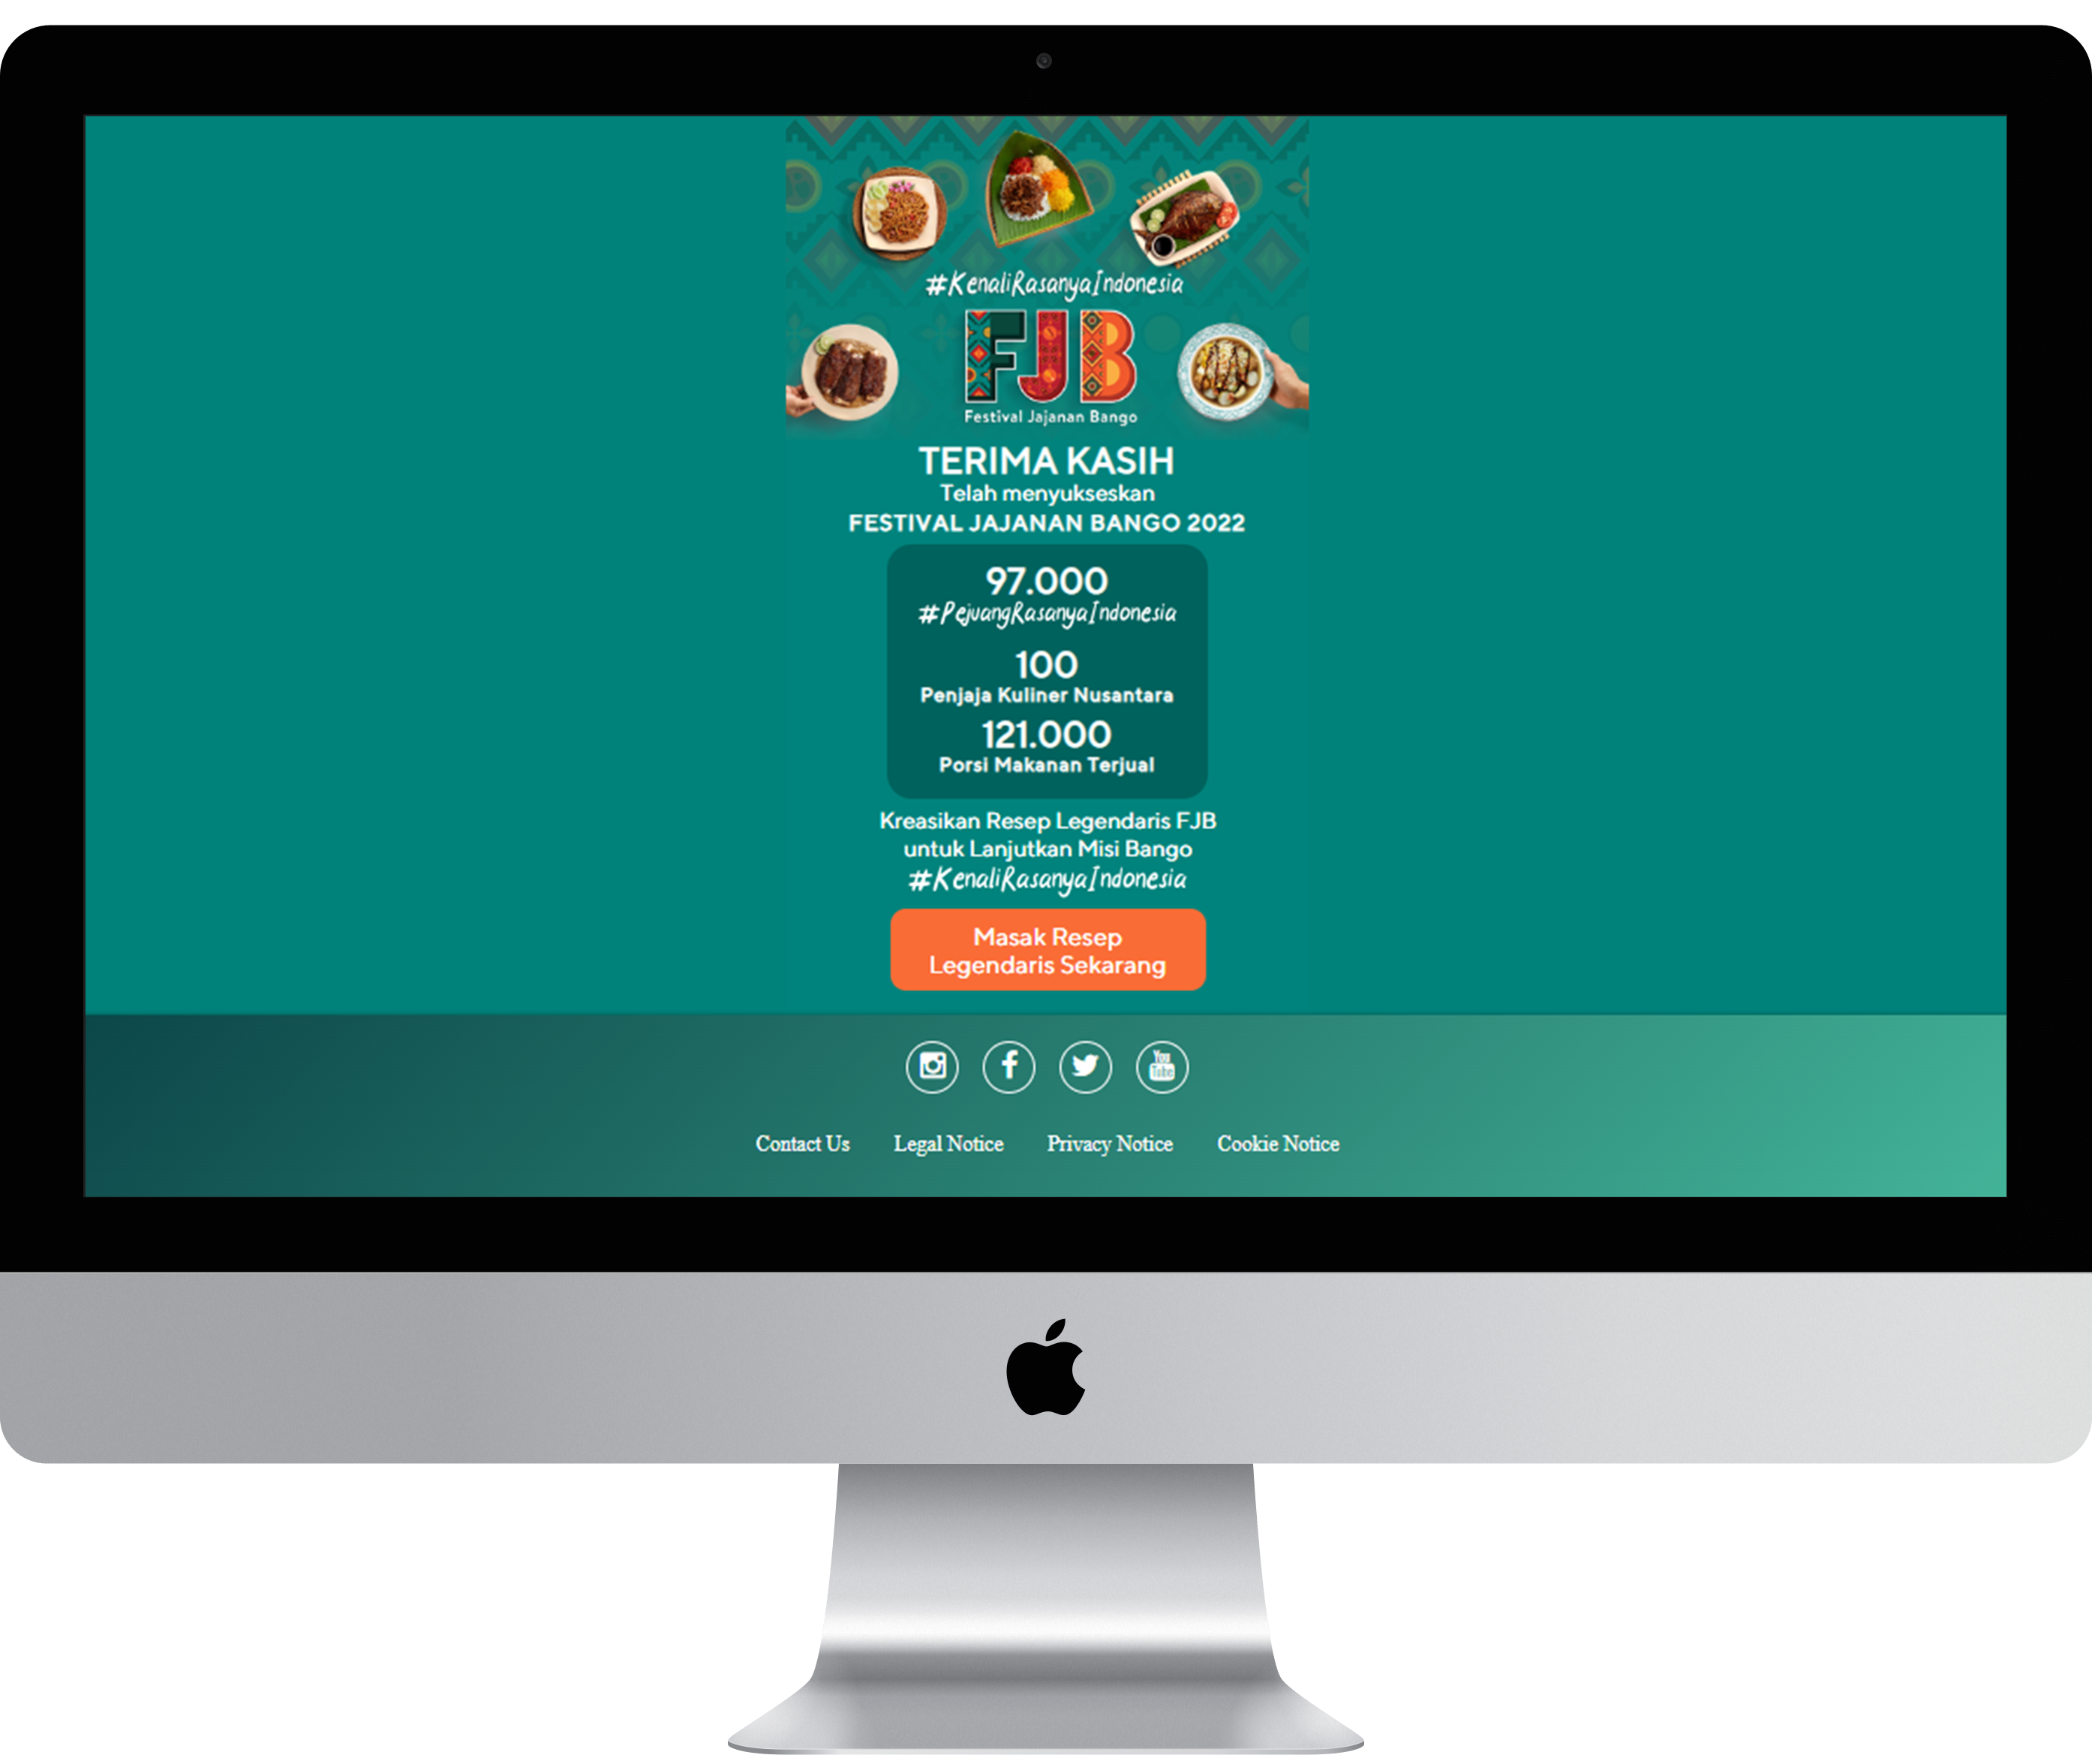 #KenaliRasanyaIndonesia
FJB
Festival Jajanan Bango
TERIMA KASIH
Telah menyukseskan
FESTIVAL JAJANAN BANGO 2022
97.000
#PejuangRasanyaIndonesia
100
Penjaja Kuliner Nusantara
121.000
Porsi Makanan Terjual
Kreasikan Resep Legendaris FJB
untuk Lanjutkan Misi Bango
#KenaliRasanyaIndonesia
Masak Resep
Legendaris Sekarang
You
Tube
Contact Us Legal Notice Privacy Notice Cookie Notice